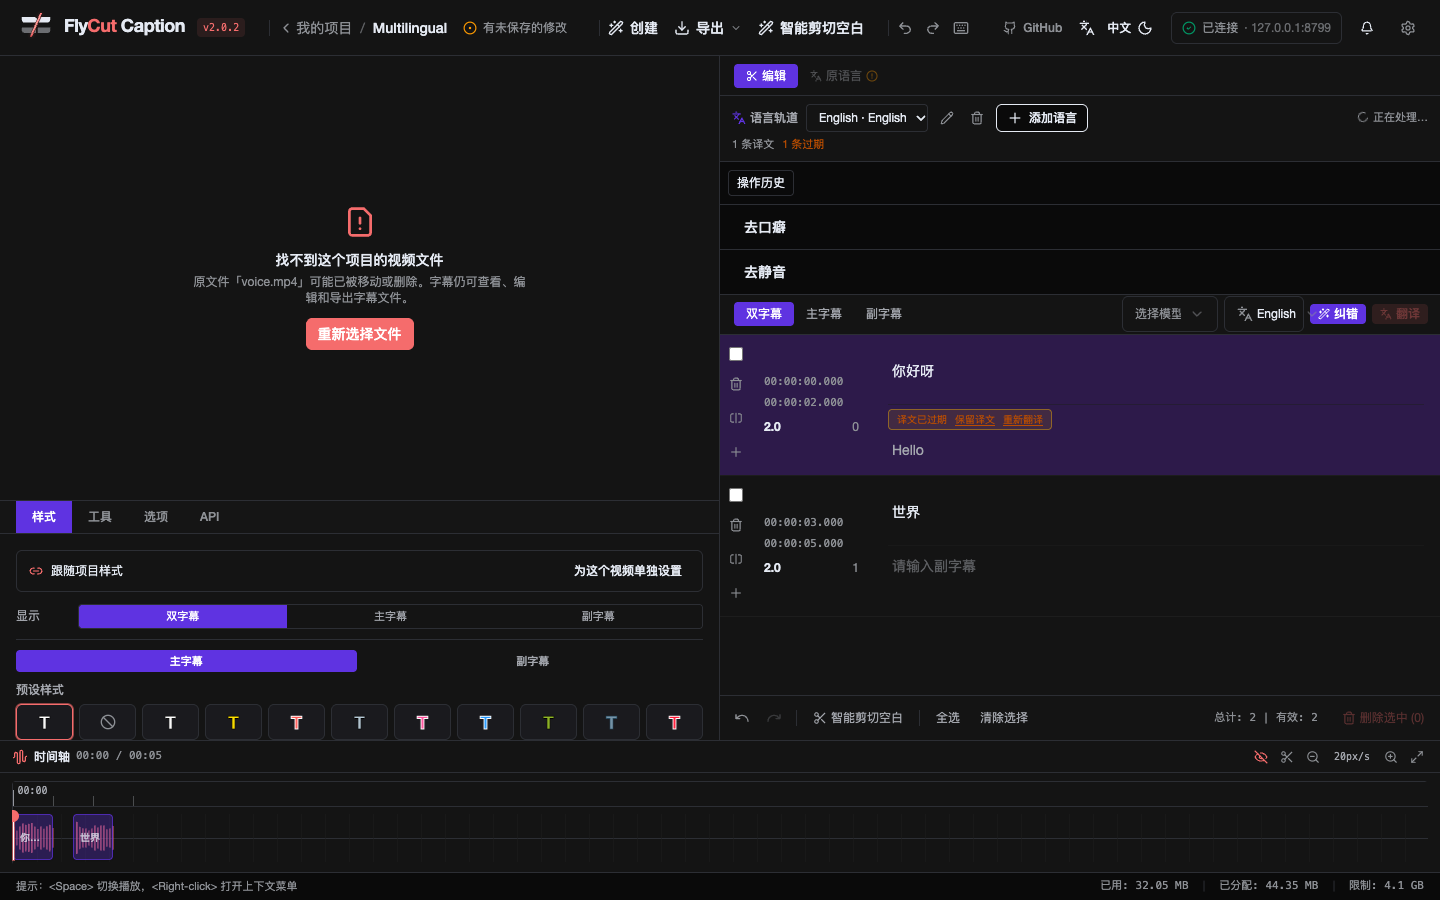 FlyCut Caption v2.0.2 我的项目 / Multilingual 有未保存的修改 创建 导出 智能剪切空白 GitHub 中文 已连接 · 127.0.0.1:8799
编辑 原语言
语言轨道 English · English 添加语言 正在处理...
1 条译文 1 条过期
操作历史
去口癖
去静音
找不到这个项目的视频文件
原文件「voice.mp4」可能已被移动或删除。字幕仍可查看、编
辑和导出字幕文件。
重新选择文件
双字幕 主字幕 副字幕 选择模型 English 纠错 翻译
你好呀
00:00:00.000
00:00:02.000
2.0 0
译文已过期 保留译文 重新翻译
Hello
世界
00:00:03.000
00:00:05.000
2.0 1
请输入副字幕
样式 工具 选项 API
跟随项目样式 为这个视频单独设置
显示 双字幕 主字幕 副字幕
主字幕 副字幕
预设样式
T T T T T T T T T T
智能剪切空白 全选 清除选择 总计: 2 | 有效: 2 删除选中 (0)
时间轴 00:00 / 00:05 20px/s
00:00
你... 世界
提示: <Space> 切换播放, <Right-click> 打开上下文菜单 已用: 32.05 MB 已分配: 44.35 MB 限制: 4.1 GB